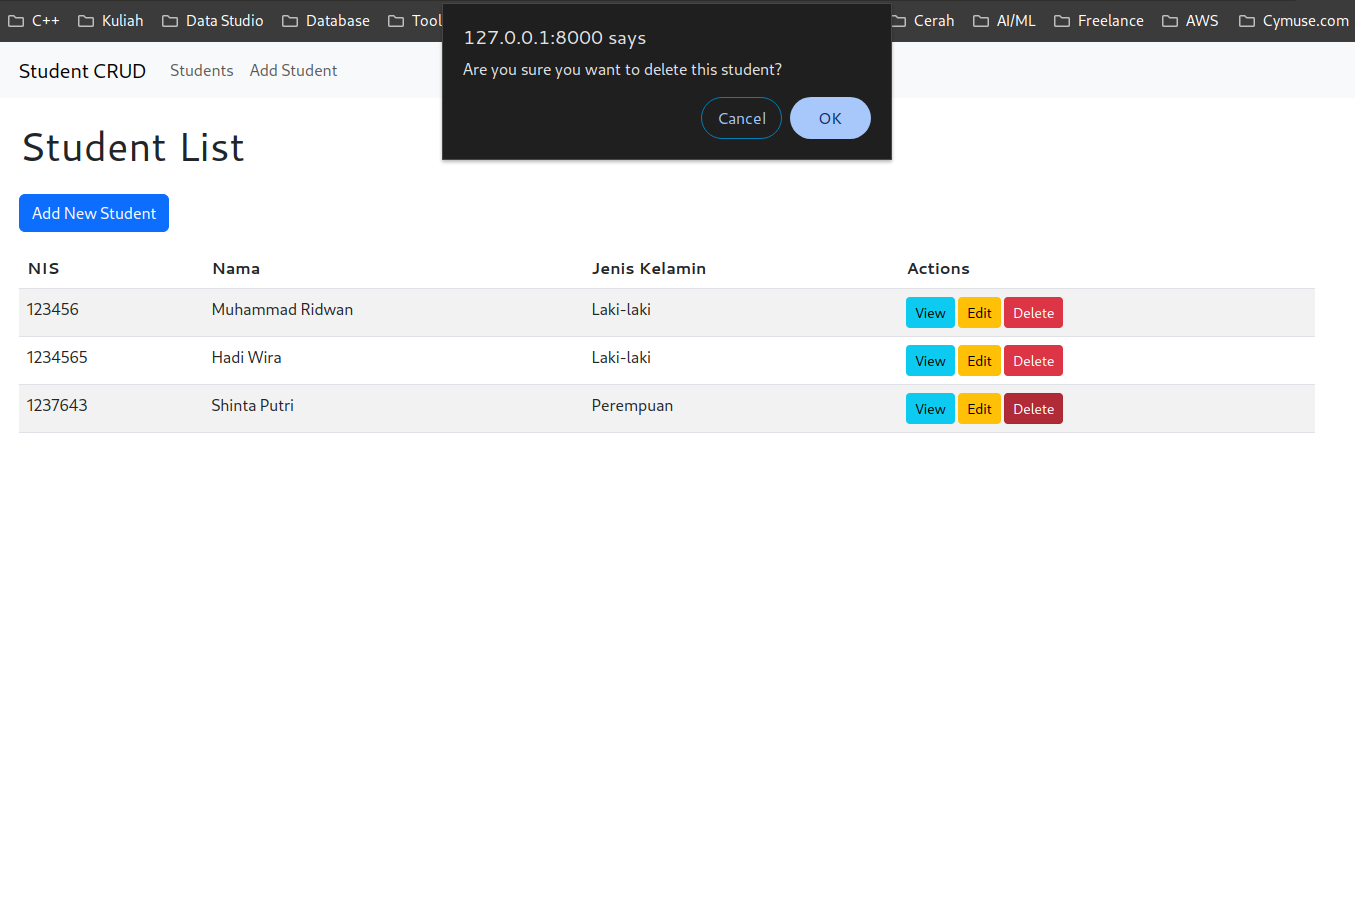 C++ Kuliah Data Studio Database Tool Cerah AI/ML Freelance AWS Cymuse.com
127.0.0.1:8000 says
Are you sure you want to delete this student?
Cancel OK
Student CRUD Students Add Student
Student List
Add New Student
NIS Nama Jenis Kelamin Actions
123456 Muhammad Ridwan Laki-laki View Edit Delete
1234565 Hadi Wira Laki-laki View Edit Delete
1237643 Shinta Putri Perempuan View Edit Delete